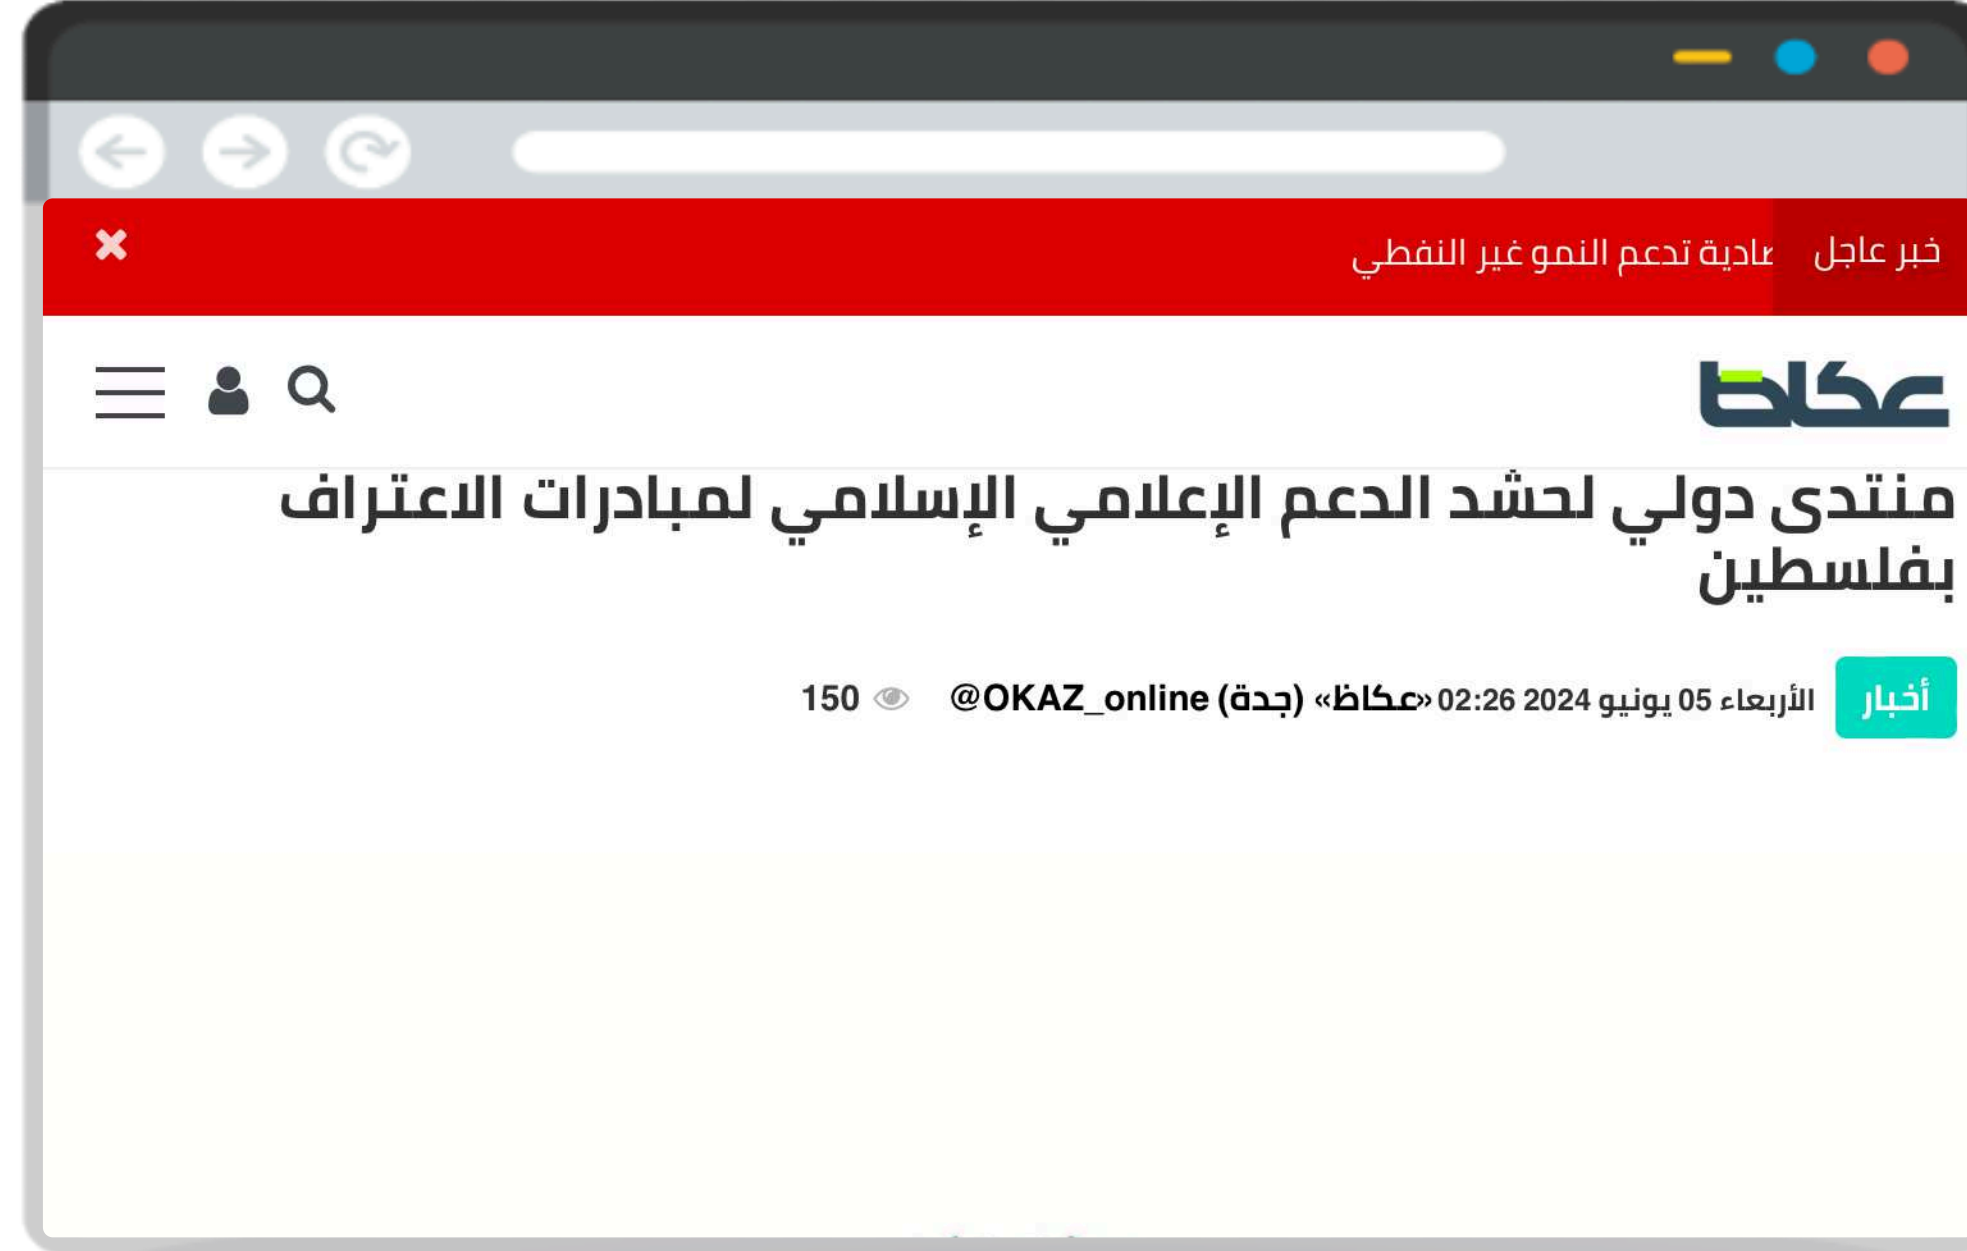 خبر عاجل
تدعم النمو غير النفطي
عكاظ
منتدى دولي لحشد الدعم الإعلامي الإسلامي لمبادرات الاعتراف
بفلسطين
أخبار الأربعاء 05 يونيو 2024 02:26 «عكاظ» (جدة) OKAZ_online@ 150